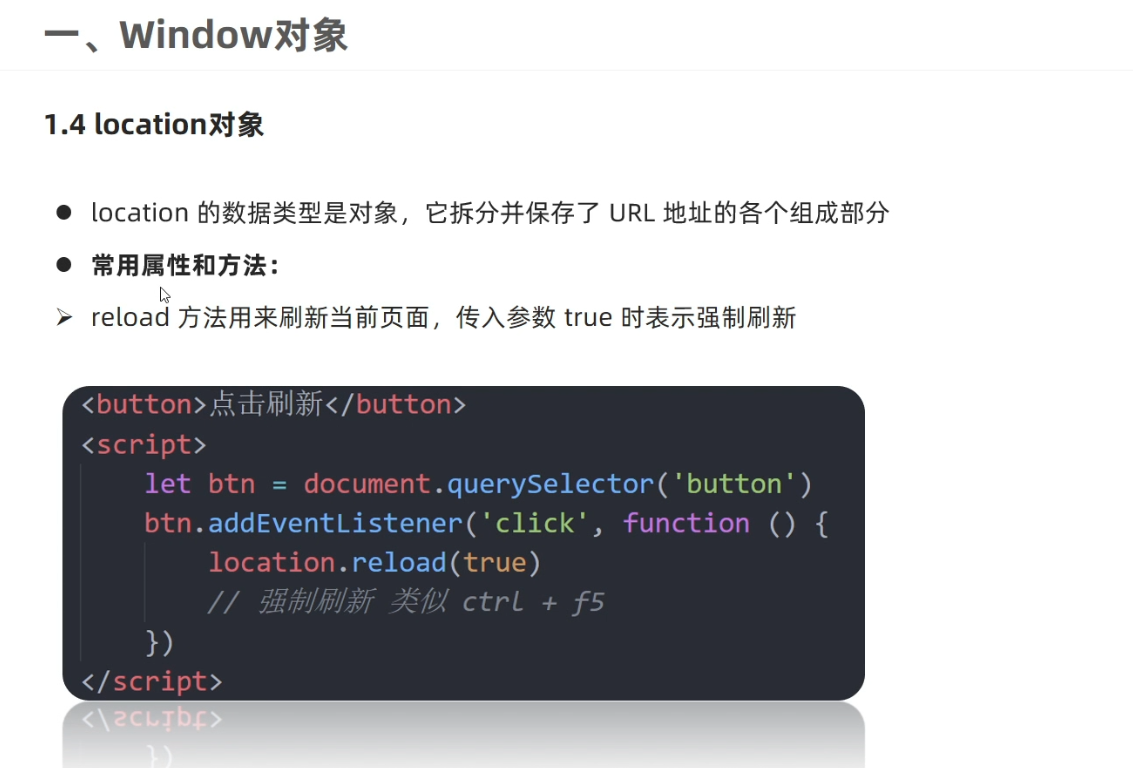 一、Window对象
1.4 location对象
● location 的数据类型是对象，它拆分并保存了 URL 地址的各个组成部分
● 常用属性和方法：
➢ reload 方法用来刷新当前页面，传入参数 true 时表示强制刷新
<button>点击刷新</button>
<script>
    let btn = document.querySelector('button')
    btn.addEventListener('click', function () {
        location.reload(true)
        // 强制刷新 类似 ctrl + f5
    })
</script>